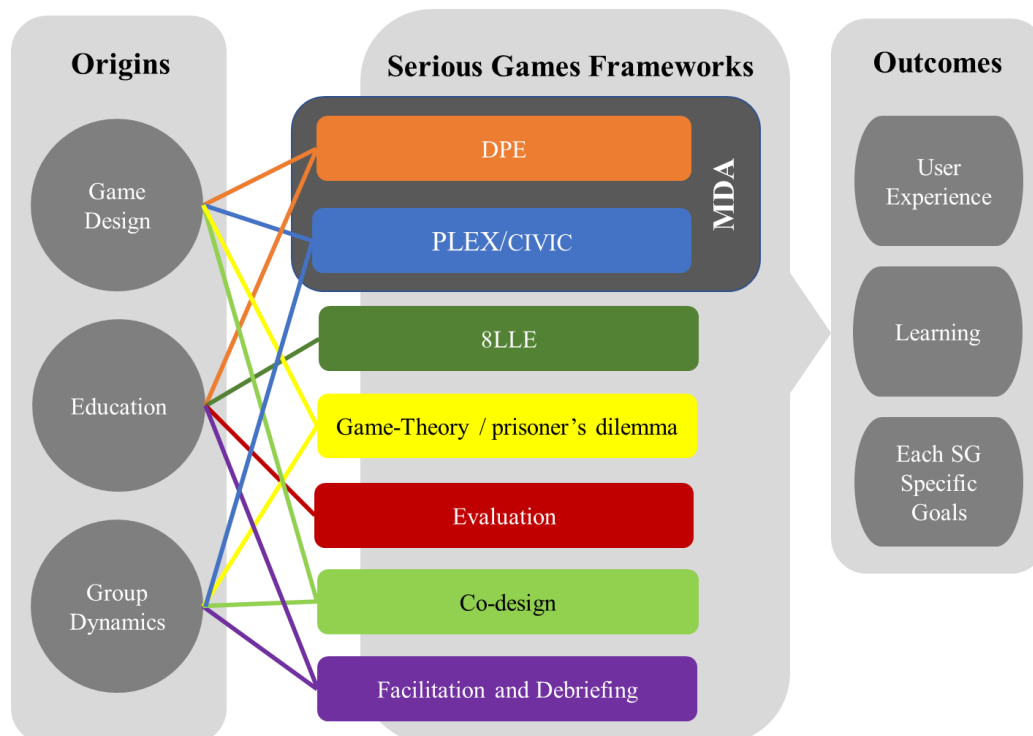 Origins
Game
Design
Education
Group
Dynamics
Serious Games Frameworks
DPE
PLEX/CIVIC
MDA
8LLE
Game-Theory / prisoner’s dilemma
Evaluation
Co-design
Facilitation and Debriefing
Outcomes
User
Experience
Learning
Each SG
Specific
Goals